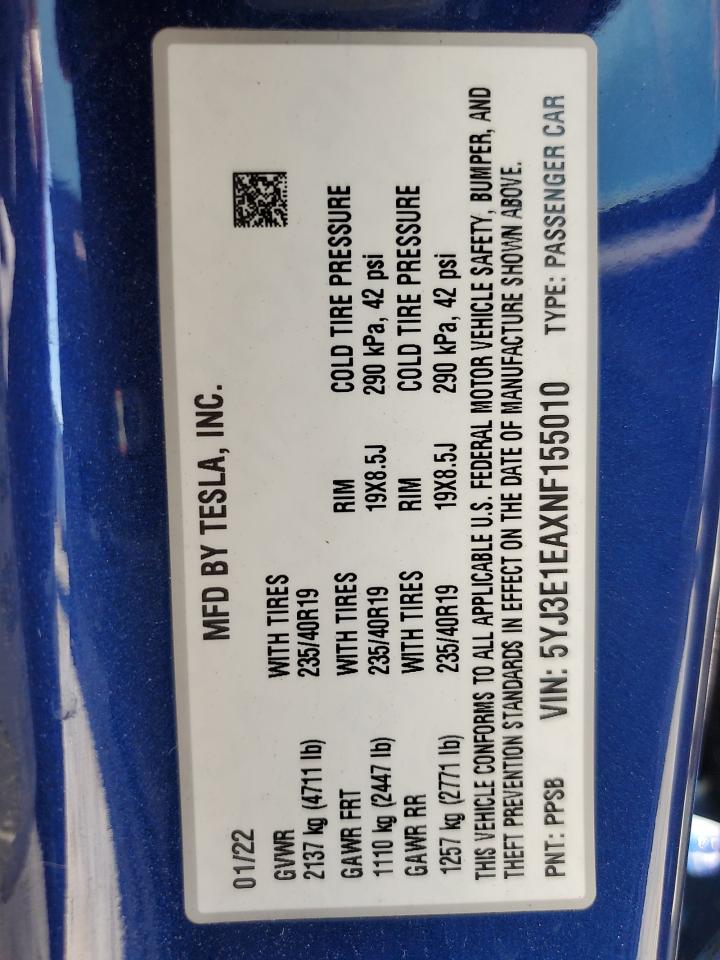 MFD BY TESLA, INC.
01/22
GVWR WITH TIRES
2137 kg (4711 lb) 235/40R19
GAWR FRT WITH TIRES RIM COLD TIRE PRESSURE
1110 kg (2447 lb) 235/40R19 19X8.5J 290 kPa, 42 psi
GAWR RR WITH TIRES RIM COLD TIRE PRESSURE
1257 kg (2771 lb) 235/40R19 19X8.5J 290 kPa, 42 psi
THIS VEHICLE CONFORMS TO ALL APPLICABLE U.S. FEDERAL MOTOR VEHICLE SAFETY, BUMPER, AND
THEFT PREVENTION STANDARDS IN EFFECT ON THE DATE OF MANUFACTURE SHOWN ABOVE.
PNT: PPSB VIN: 5YJ3E1EAXNF155010 TYPE: PASSENGER CAR